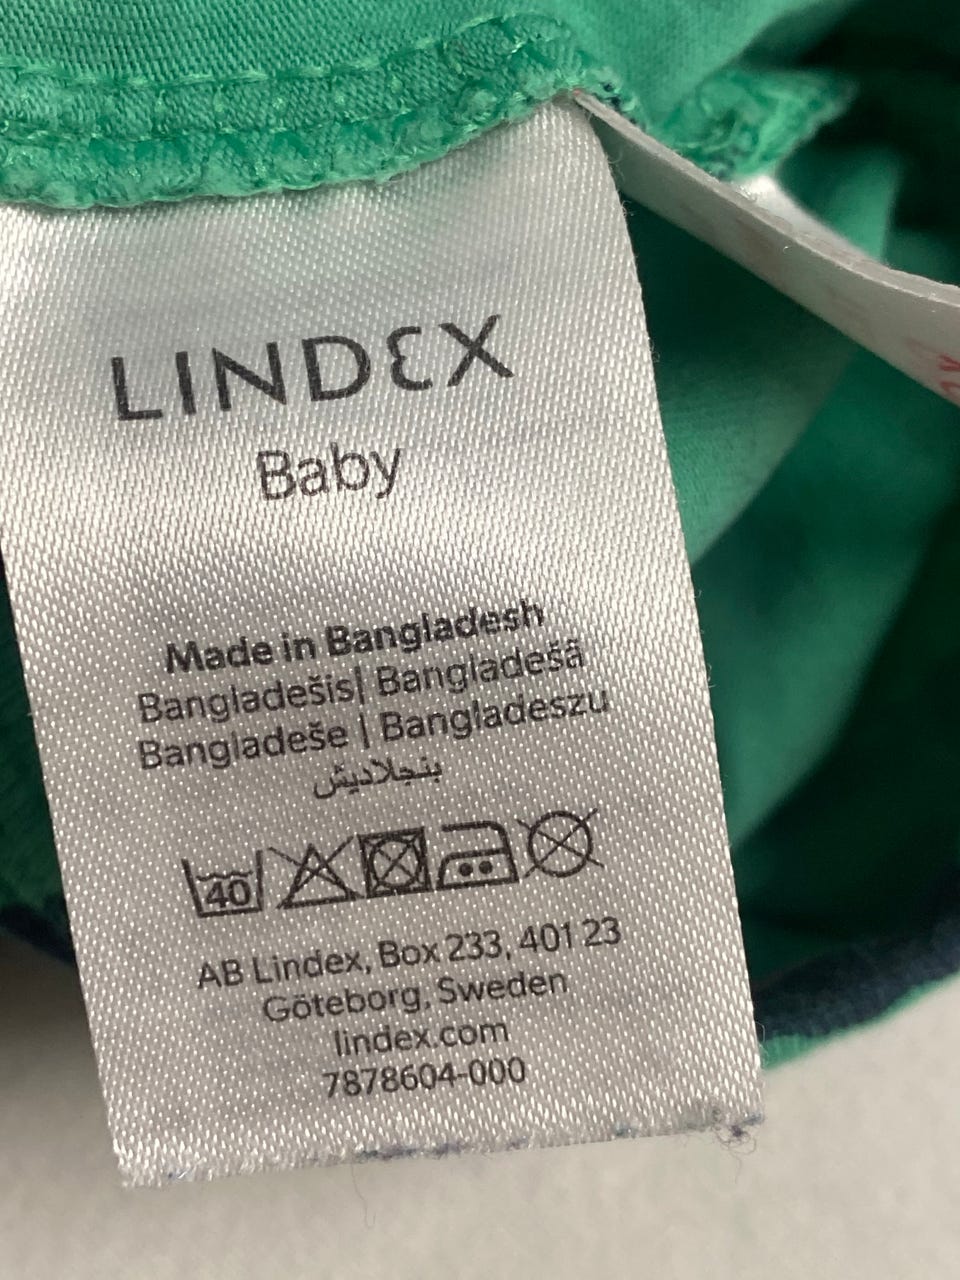 LINDEX
Baby
Made in Bangladesh
Bangladešis| Bangladešā
Bangladeše | Bangladeszu
بنجلاديش
40
AB Lindex, Box 233, 401 23
Göteborg, Sweden
lindex.com
7878604-000